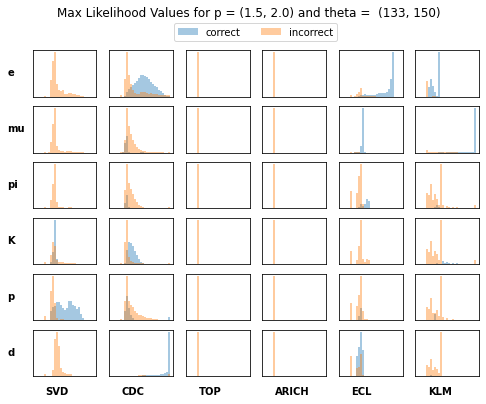 Max Likelihood Values for p = (1.5, 2.0) and theta =  (133, 150)
correct incorrect
e
mu
pi
K
p
d
SVD CDC TOP ARICH ECL KLM